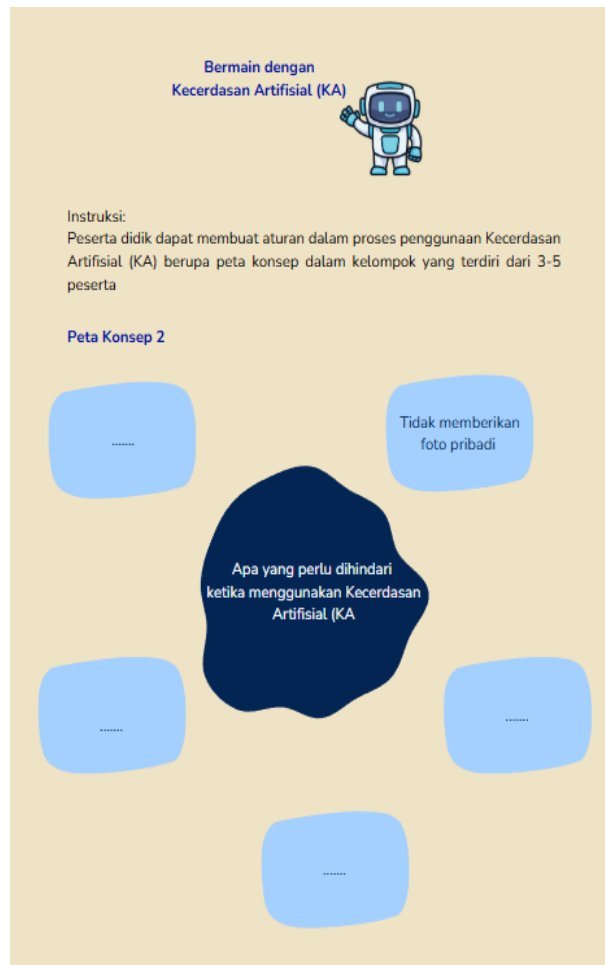 Bermain dengan
Kecerdasan Artifisial (KA)
Instruksi:
Peserta didik dapat membuat aturan dalam proses penggunaan Kecerdasan
Artifisial (KA) berupa peta konsep dalam kelompok yang terdiri dari 3-5
peserta
Peta Konsep 2
.......
Tidak memberikan
foto pribadi
Apa yang perlu dihindari
ketika menggunakan Kecerdasan
Artifisial (KA
.......
.......
.......